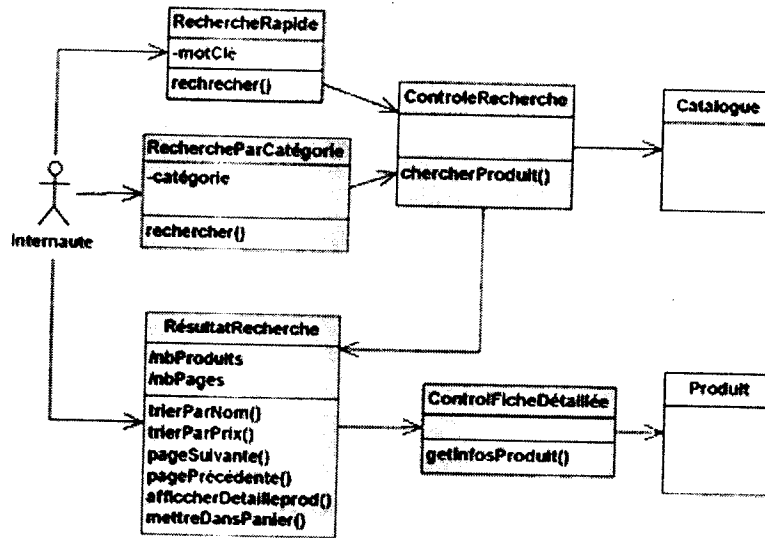 RechercheRapide
-motClé
rechrecher()
ControleRecherche
chercherProduit()
Catalogue
RechercheParCatégorie
-catégorie
rechercher()
Internaute
RésultatRecherche
/nbProduits
/nbPages
trierParNom()
trierParPrix()
pageSuivante()
pagePrécédente()
afficcherDetailleprod()
mettreDansPanier()
ControlFicheDétaillée
getInfosProduit()
Produit